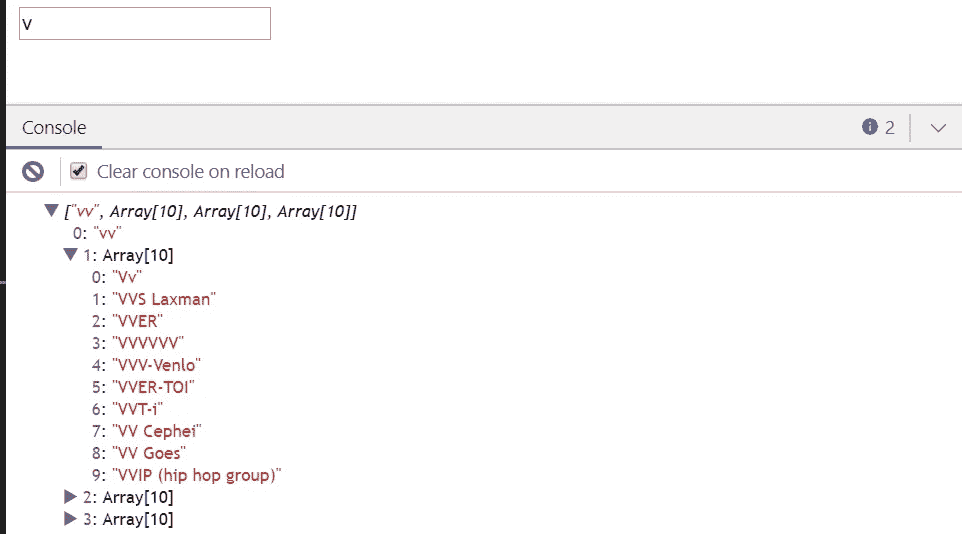 v
Console
2
Clear console on reload
["vv", Array[10], Array[10], Array[10]]
0: "vv"
1: Array[10]
0: "Vv"
1: "VVS Laxman"
2: "VVER"
3: "VVVVVV"
4: "VVV-Venlo"
5: "VVER-TOI"
6: "VVT-i"
7: "VV Cephei"
8: "VV Goes"
9: "VVIP (hip hop group)"
2: Array[10]
3: Array[10]